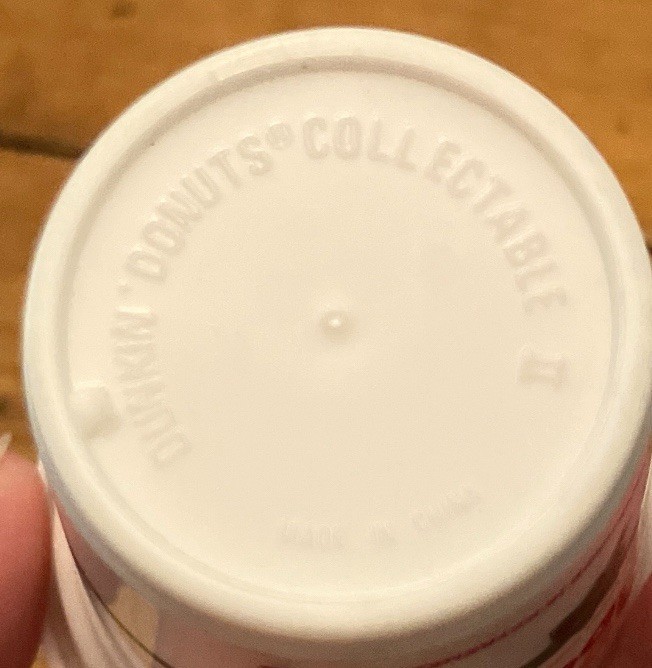 DUNKIN' DONUTS® COLLECTABLE II
MADE IN CHINA